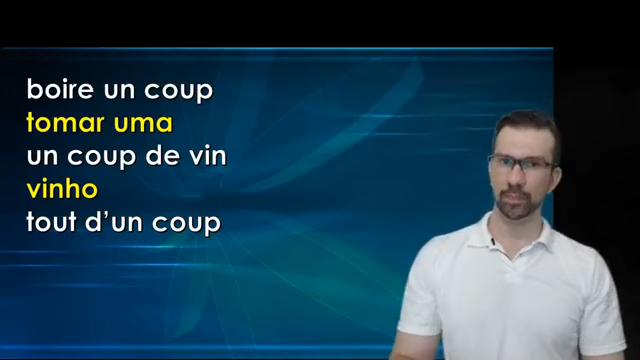 boire un coup
tomar uma
un coup de vin
vinho
tout d'un coup